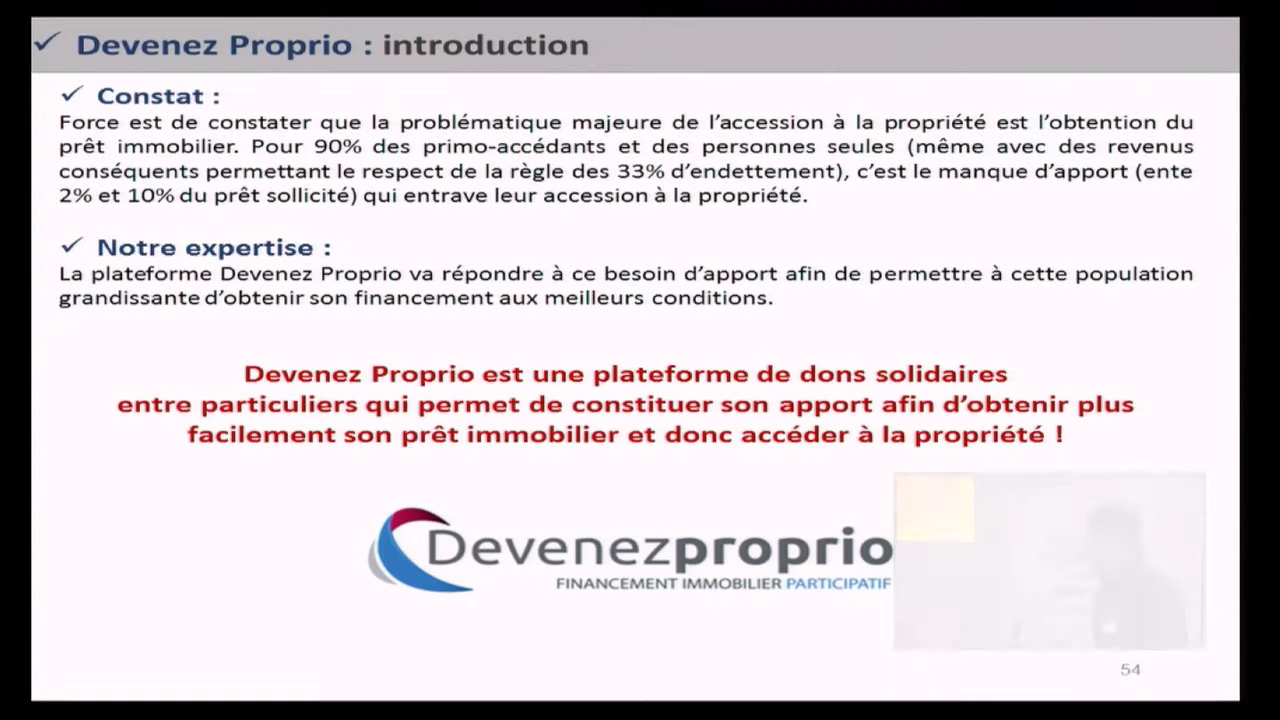 ✓ Devenez Proprio : introduction
✓ Constat :
Force est de constater que la problématique majeure de l’accession à la propriété est l’obtention du
prêt immobilier. Pour 90% des primo-accédants et des personnes seules (même avec des revenus
conséquents permettant le respect de la règle des 33% d’endettement), c’est le manque d’apport (ente
2% et 10% du prêt sollicité) qui entrave leur accession à la propriété.
✓ Notre expertise :
La plateforme Devenez Proprio va répondre à ce besoin d’apport afin de permettre à cette population
grandissante d’obtenir son financement aux meilleurs conditions.
Devenez Proprio est une plateforme de dons solidaires
entre particuliers qui permet de constituer son apport afin d’obtenir plus
facilement son prêt immobilier et donc accéder à la propriété !
Devenezproprio
FINANCEMENT IMMOBILIER PARTICIPATIF
54